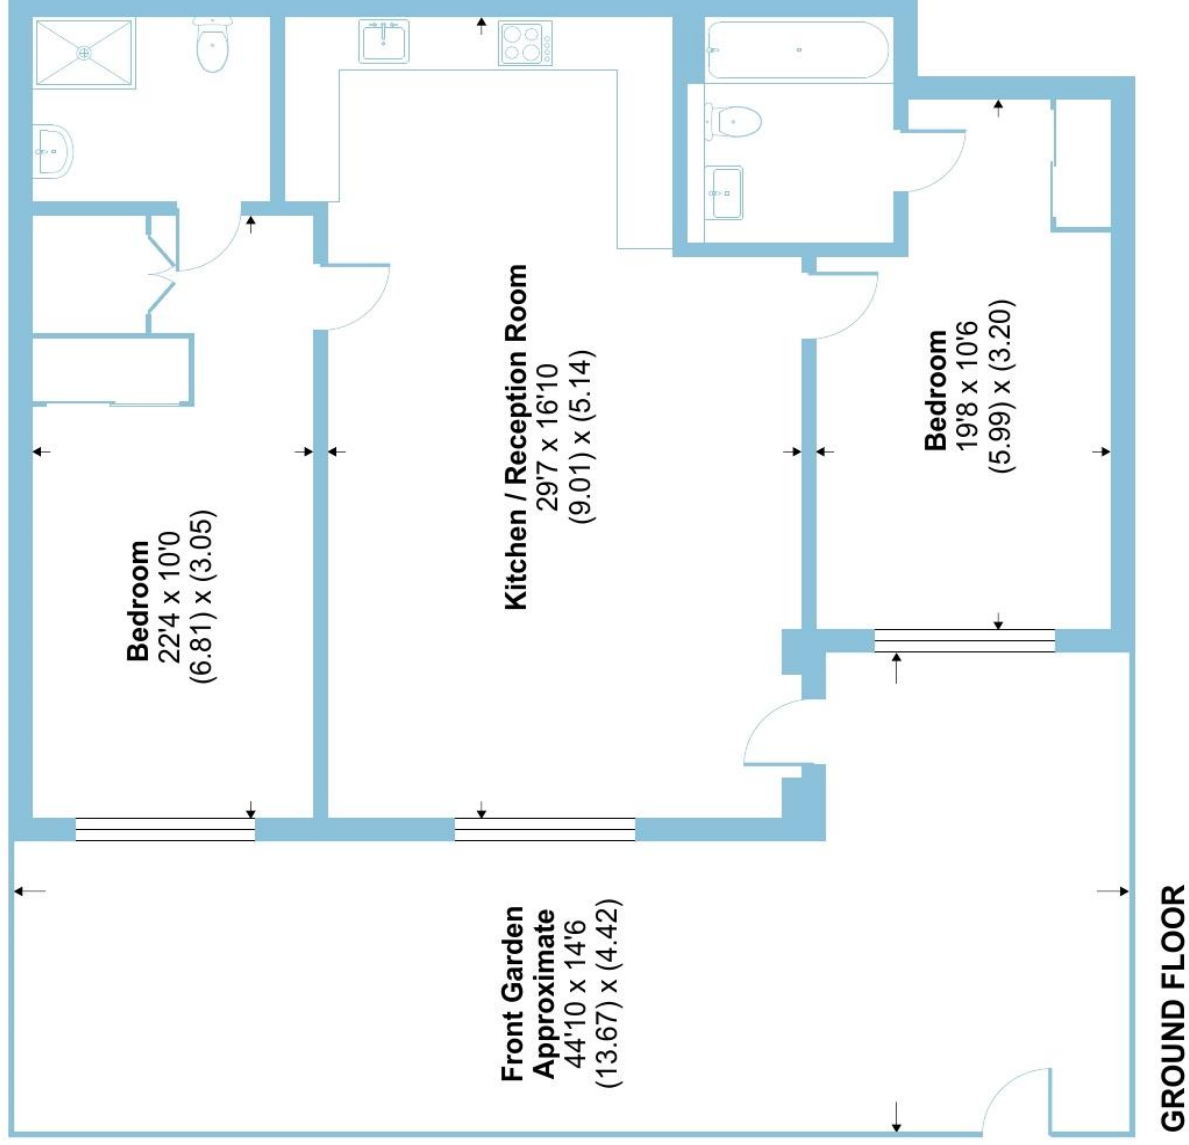 Bedroom
22'4 x 10'0
(6.81) x (3.05)
Kitchen / Reception Room
29'7 x 16'10
(9.01) x (5.14)
Bedroom
19'8 x 10'6
(5.99) x (3.20)
Front Garden
Approximate
44'10 x 14'6
(13.67) x (4.42)
GROUND FLOOR